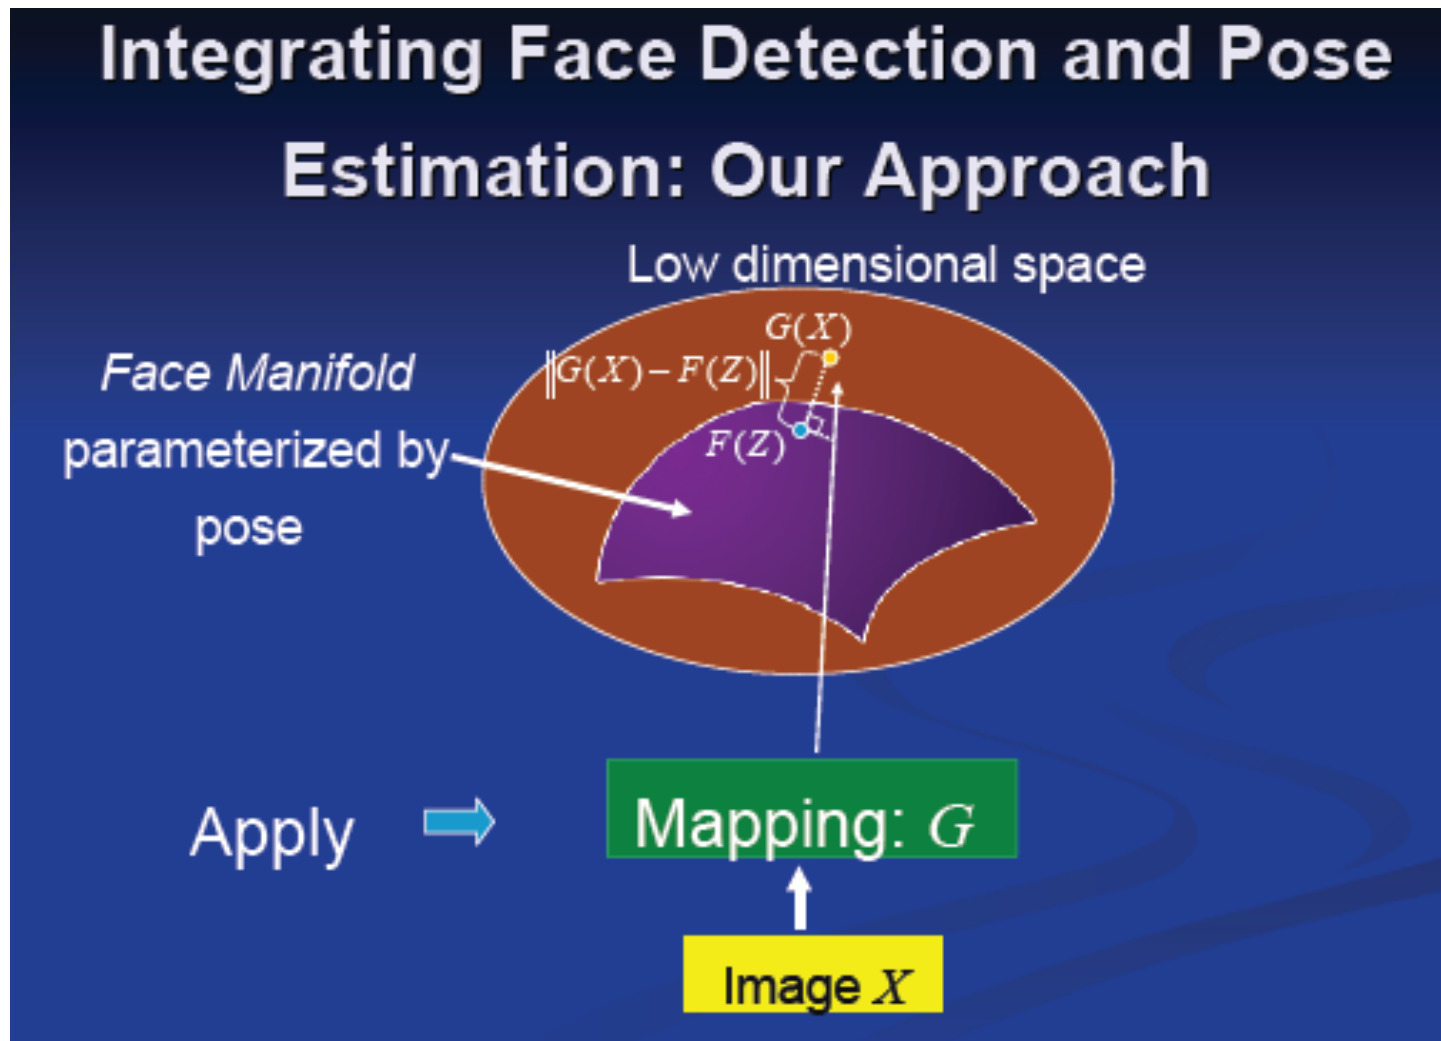 Integrating Face Detection and Pose
Estimation: Our Approach
Low dimensional space
G(X)
‖G(X) − F(Z)‖
Face Manifold
parameterized by
pose
F(Z)
Apply
Mapping: G
Image X